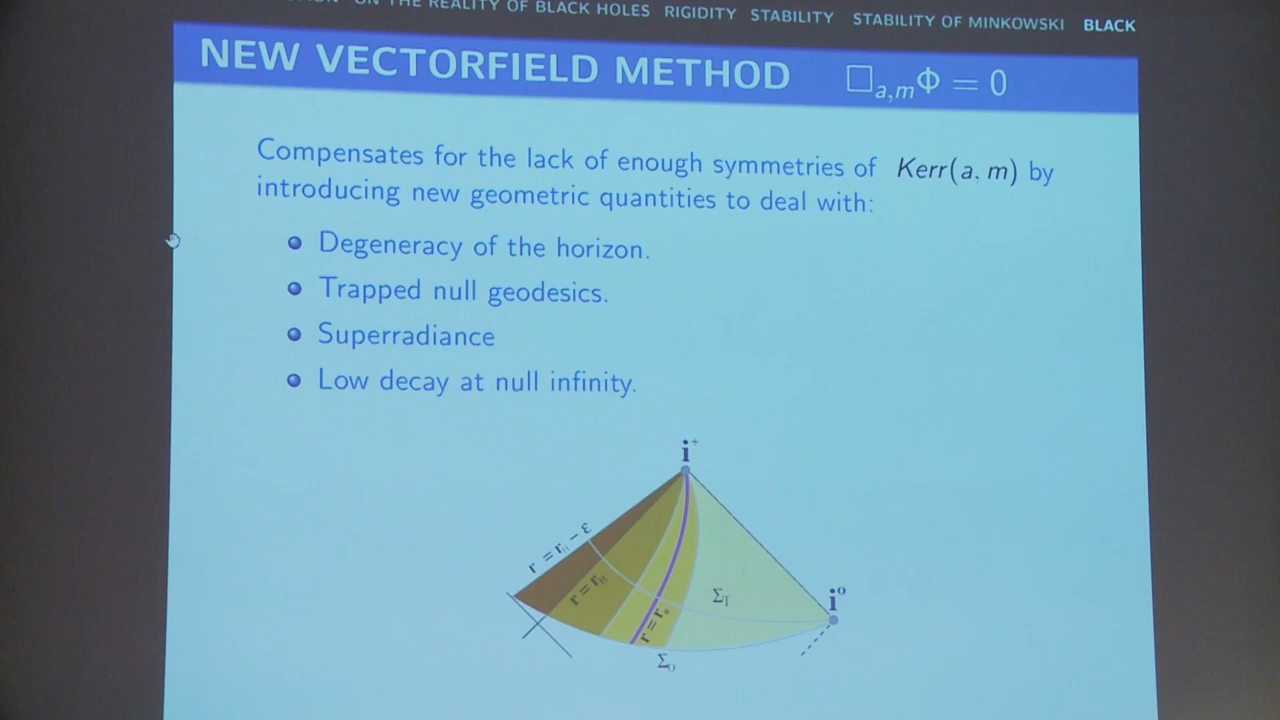 ON THE REALITY OF BLACK HOLES RIGIDITY STABILITY STABILITY OF MINKOWSKI BLACK
NEW VECTORFIELD METHOD □a,mΦ = 0
Compensates for the lack of enough symmetries of Kerr(a, m) by
introducing new geometric quantities to deal with:
Degeneracy of the horizon.
Trapped null geodesics.
Superradiance
Low decay at null infinity.
i+
r = rH − ε
r = rH
r = r*
ΣT
i0
Σ0